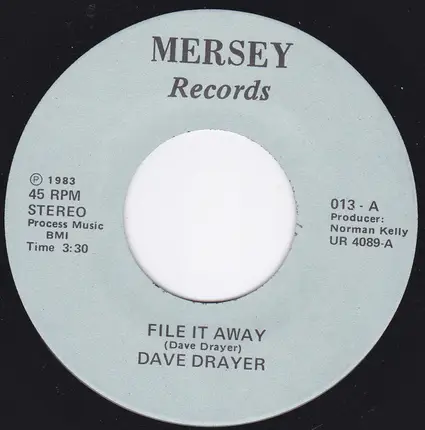 MERSEY
Records
℗ 1983
45 RPM
STEREO
Process Music
BMI
Time 3:30
013 - A
Producer:
Norman Kelly
UR 4089-A
FILE IT AWAY
(Dave Drayer)
DAVE DRAYER